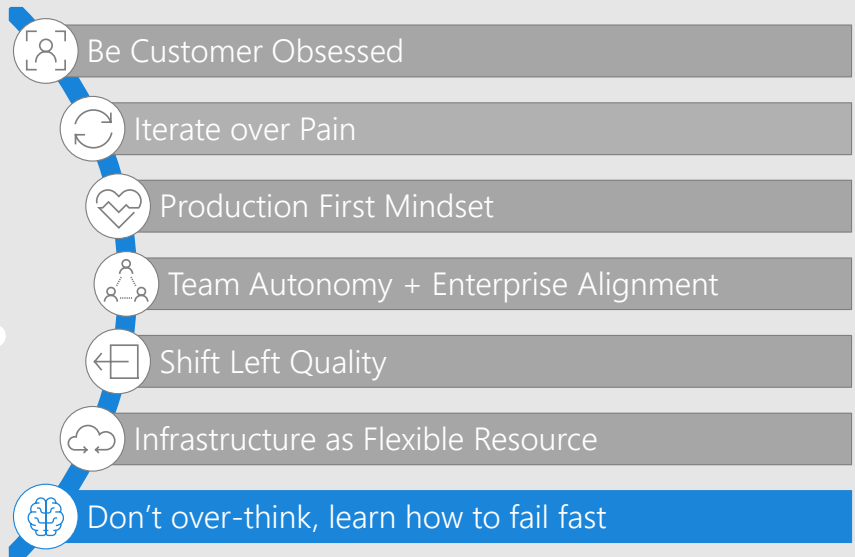 Be Customer Obsessed
Iterate over Pain
Production First Mindset
Team Autonomy + Enterprise Alignment
Shift Left Quality
Infrastructure as Flexible Resource
Don’t over-think, learn how to fail fast